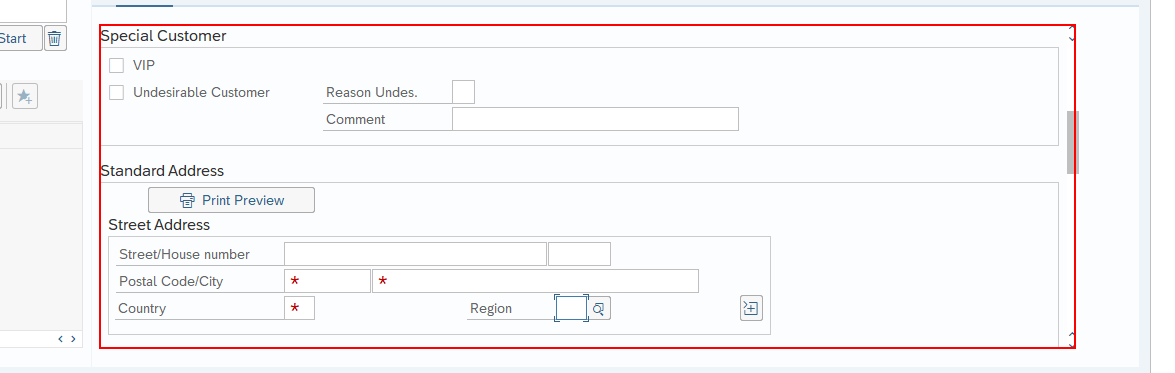 Special Customer
Start
VIP
Undesirable Customer Reason Undes.
Comment
Standard Address
Print Preview
Street Address
Street/House number
Postal Code/City * *
Country * Region